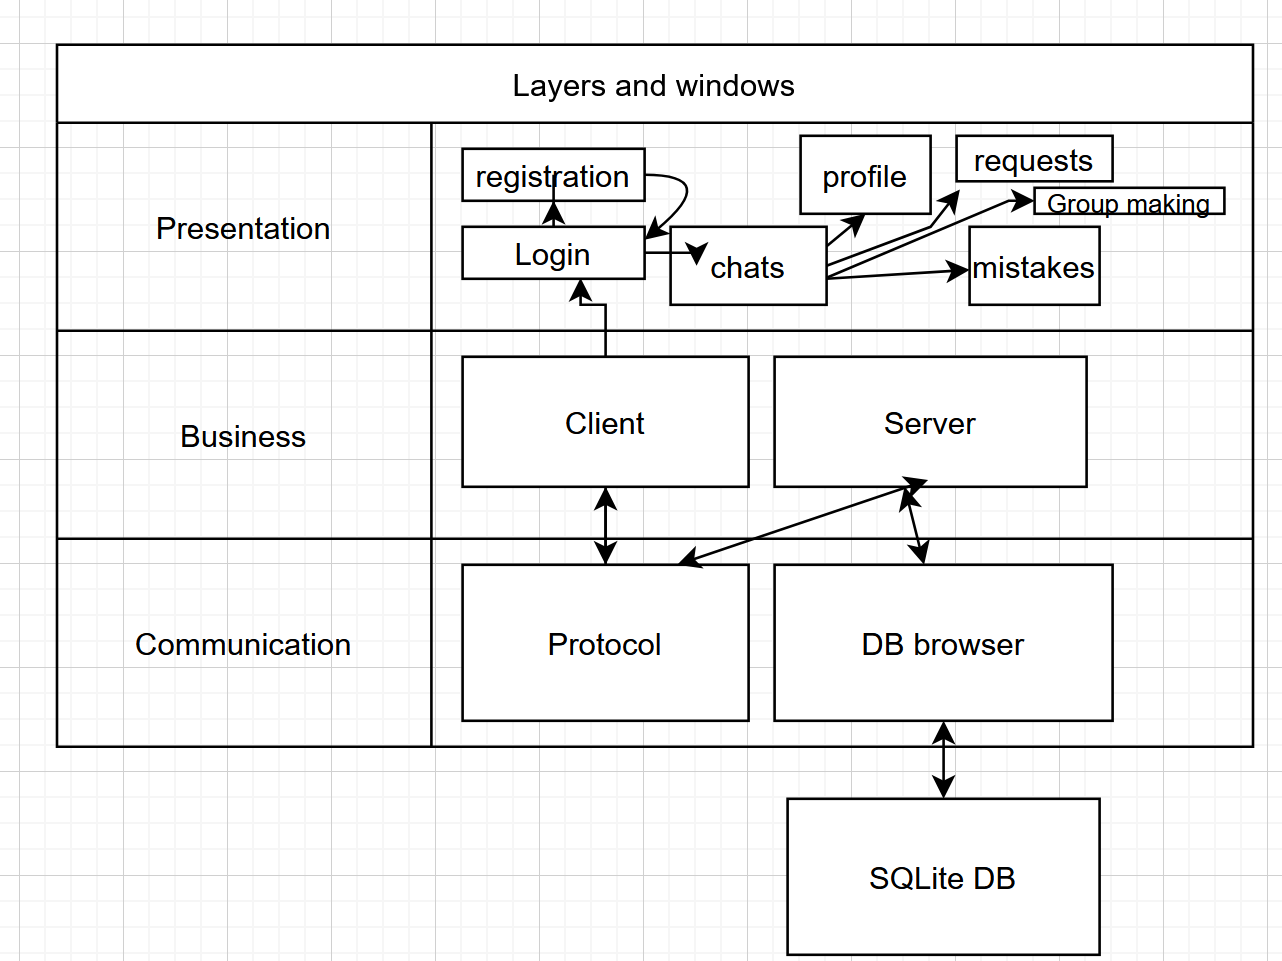 Layers and windows
Presentation
registration
profile
requests
Group making
Login
chats
mistakes
Business
Client
Server
Communication
Protocol
DB browser
SQLite DB